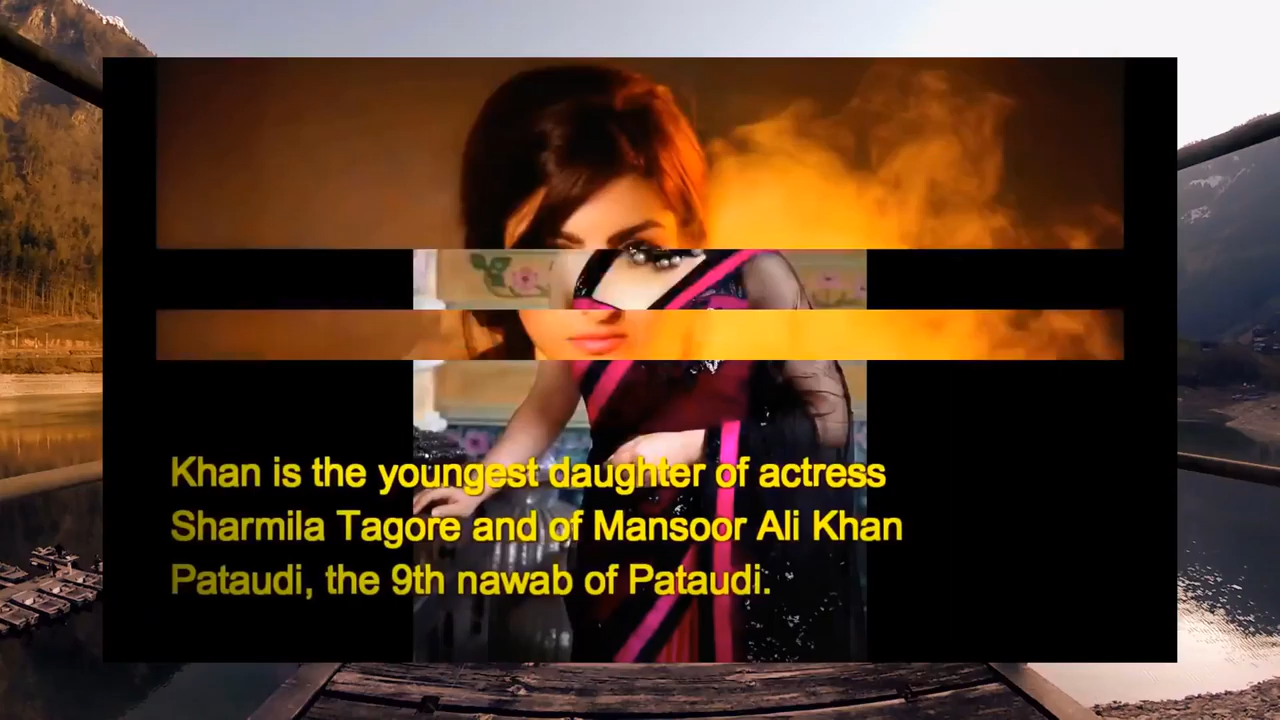 Khan is the youngest daughter of actress
Sharmila Tagore and of Mansoor Ali Khan
Pataudi, the 9th nawab of Pataudi.